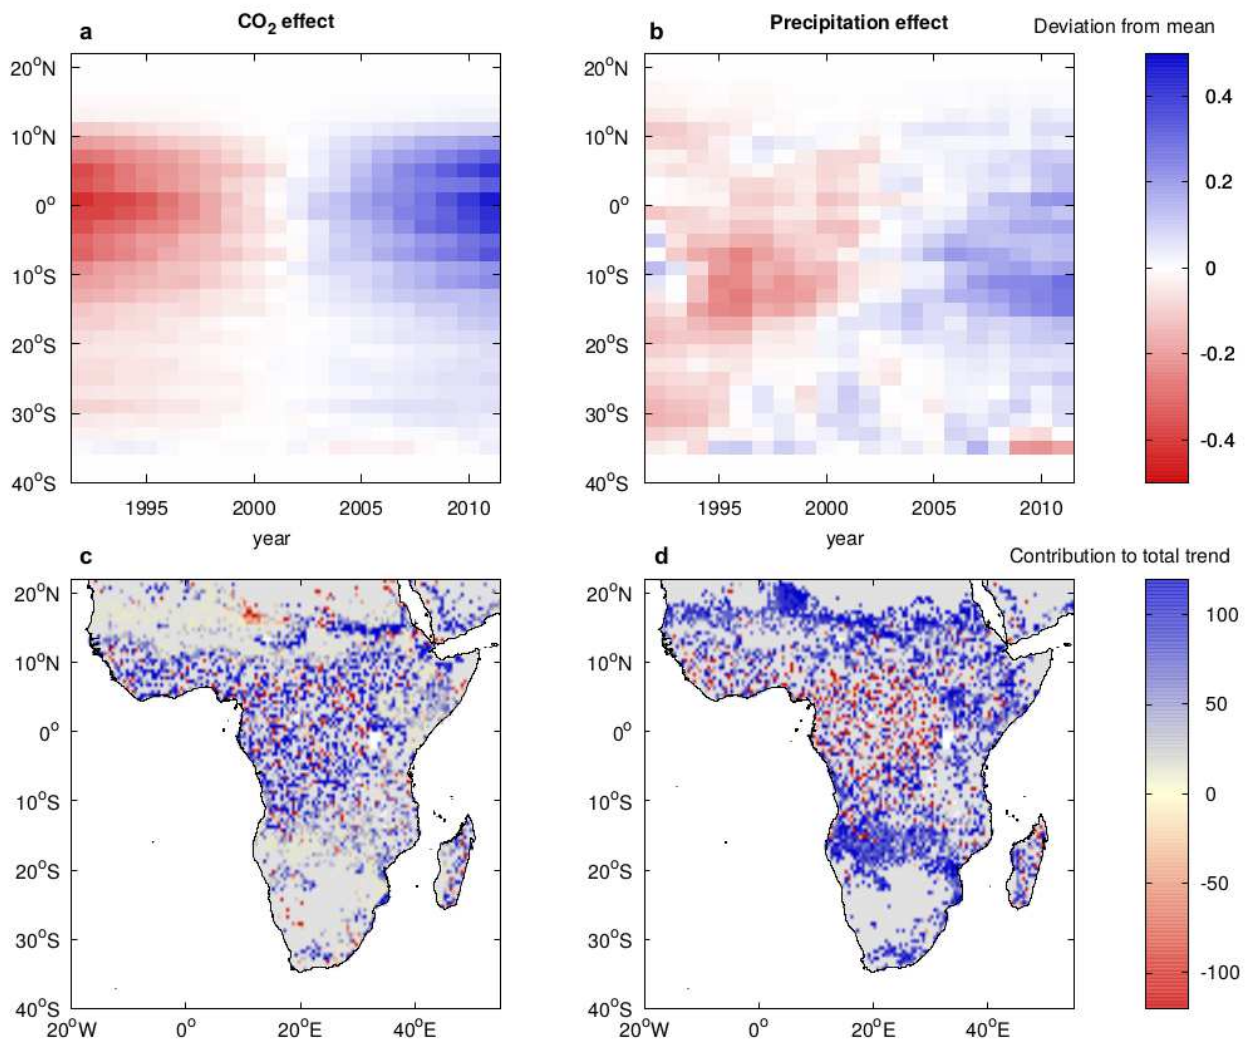 a CO₂ effect
b Precipitation effect
Deviation from mean
20°N
10°N
0°
10°S
20°S
30°S
40°S
1995 2000 2005 2010
year
20°N
10°N
0°
10°S
20°S
30°S
40°S
1995 2000 2005 2010
year
0.4
0.2
0
-0.2
-0.4
c
d
Contribution to total trend
20°N
10°N
0°
10°S
20°S
30°S
40°S
20°W 0° 20°E 40°E
20°N
10°N
0°
10°S
20°S
30°S
40°S
20°W 0° 20°E 40°E
100
50
0
-50
-100